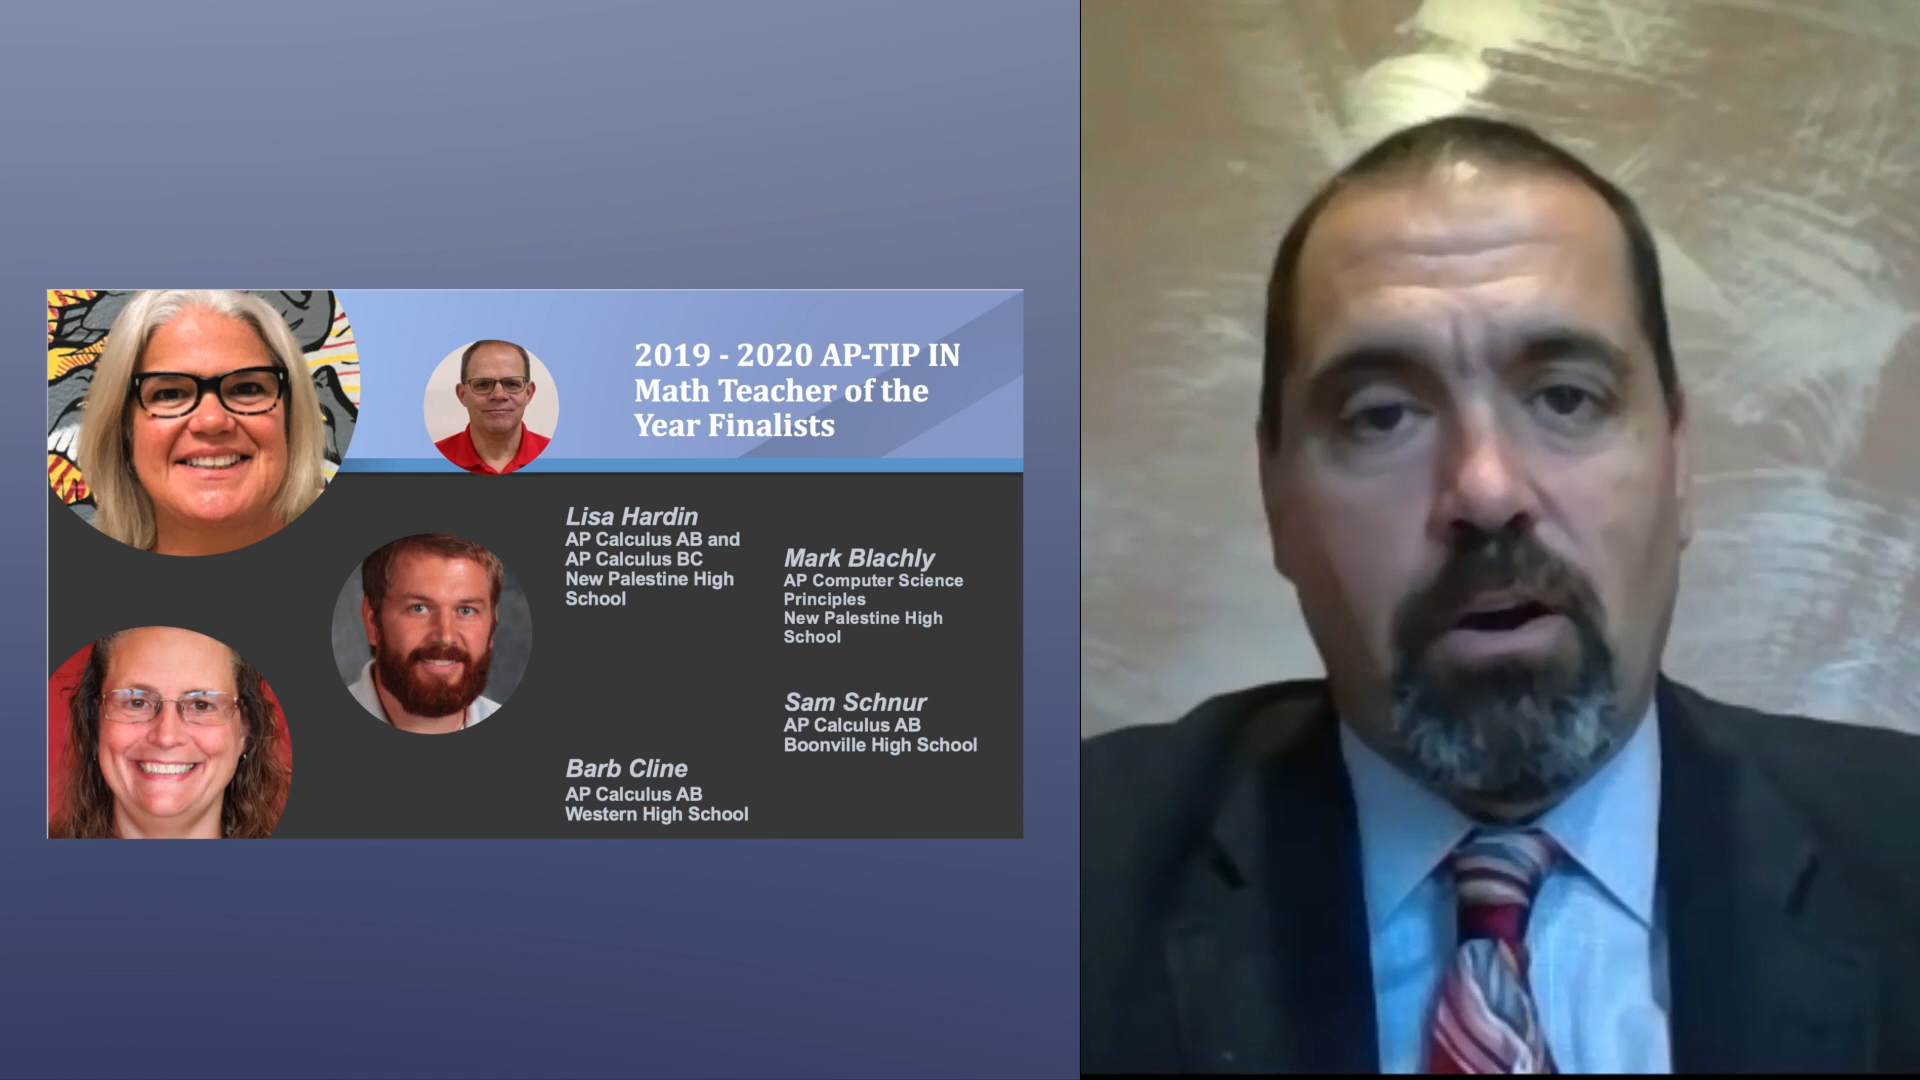 2019 - 2020 AP-TIP IN
Math Teacher of the
Year Finalists
Lisa Hardin
AP Calculus AB and
AP Calculus BC
New Palestine High
School
Mark Blachly
AP Computer Science
Principles
New Palestine High
School
Sam Schnur
AP Calculus AB
Boonville High School
Barb Cline
AP Calculus AB
Western High School